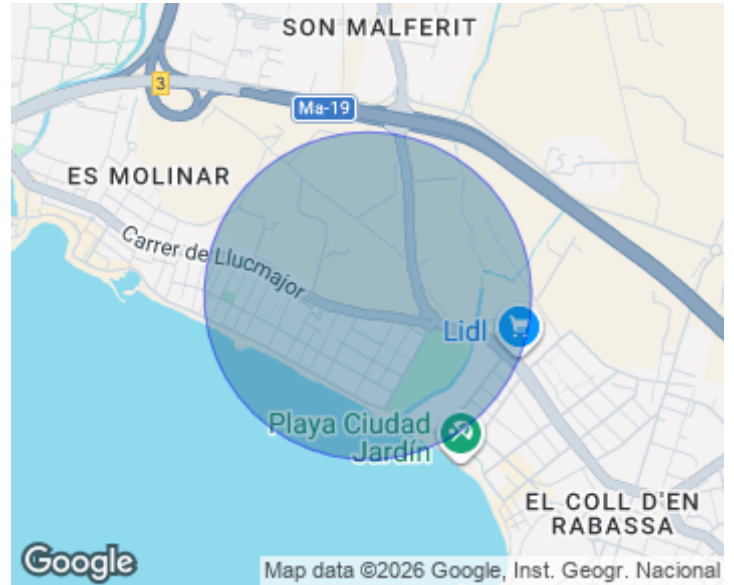 SON MALFERIT
3
Ma-19
ES MOLINAR
Carrer de Llucmajor
Lidl
Playa Ciudad
Jardín
EL COLL D'EN
RABASSA
Google
Map data ©2026 Google, Inst. Geogr. Nacional